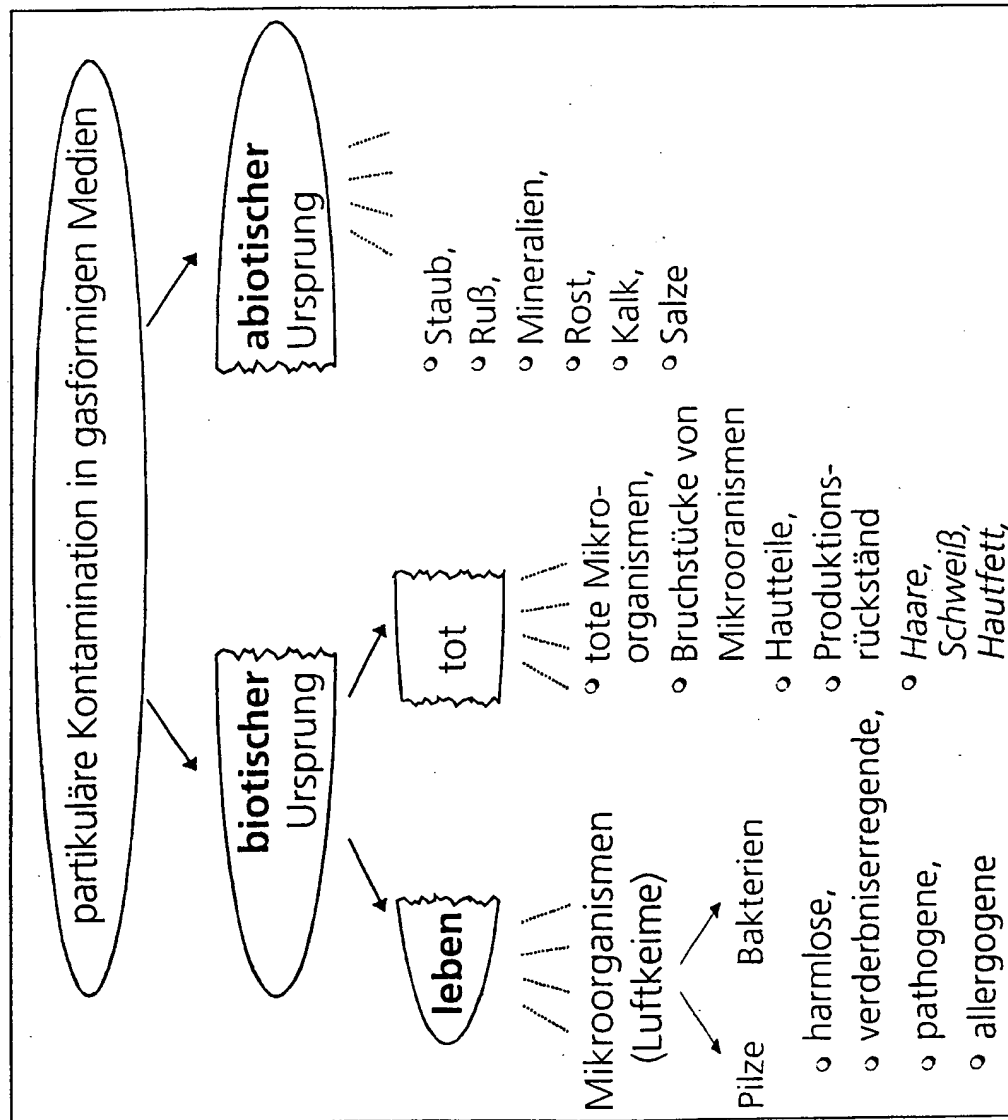 partikuläre Kontamination in gasförmigen Medien
biotischer
Ursprung
abiotischer
Ursprung
leben
tot
Mikroorganismen
(Luftkeime)
Pilze
Bakterien
harmlose,
verderbniserregende,
pathogene,
allergogene
tote Mikro-
organismen,
Bruchstücke von
Mikrooranismen
Hautteile,
Produktions-
rückständ
Haare,
Schweiß,
Hautfett,
Staub,
Ruß,
Mineralien,
Rost,
Kalk,
Salze